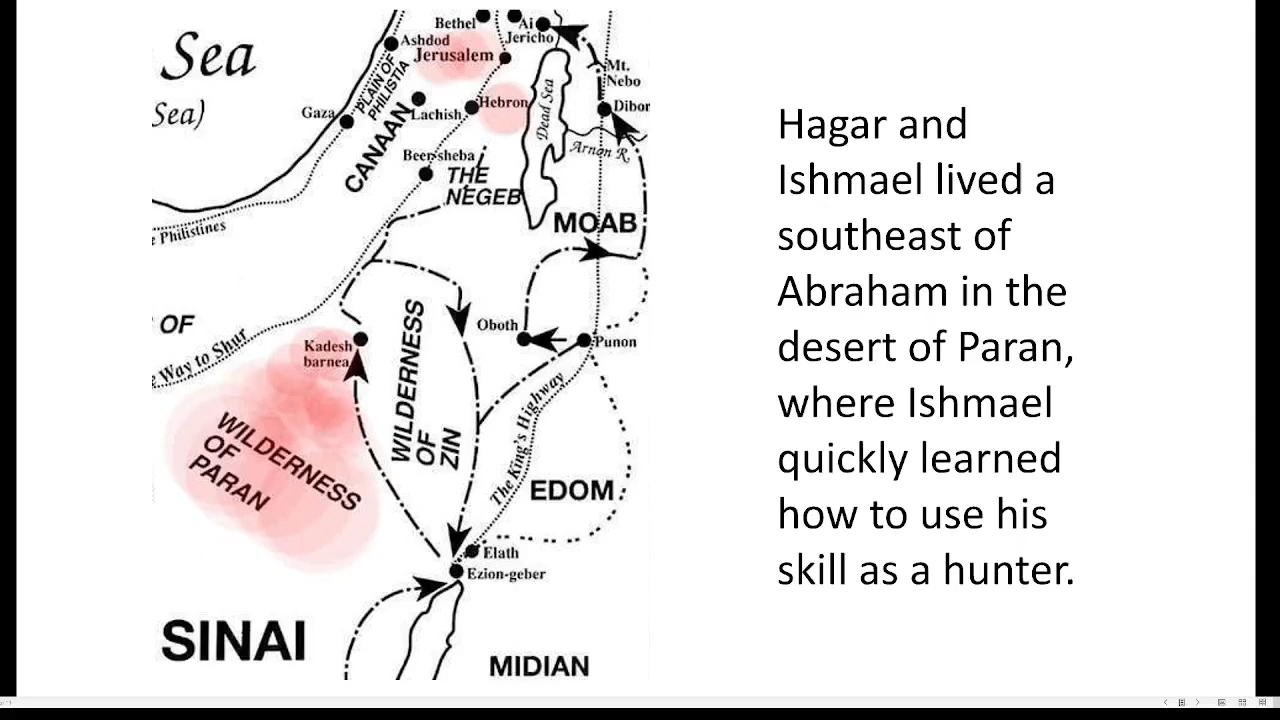 Sea
Sea)
Bethel
Ai
Jericho
Ashdod
Jerusalem
PLAIN OF
PHILISTIA
Mt.
Nebo
Gaza
Lachish
Hebron
Dead Sea
Dibor
CANAAN
Arnon R.
Beer-sheba
THE
NEGEB
MOAB
e Philistines
OF
Way to Shur
Kadesh
barnea
Oboth
Punon
WILDERNESS
OF
ZIN
WILDERNESS
OF
PARAN
The King's Highway
EDOM
Elath
Ezion-geber
SINAI
MIDIAN
Hagar and
Ishmael lived a
southeast of
Abraham in the
desert of Paran,
where Ishmael
quickly learned
how to use his
skill as a hunter.